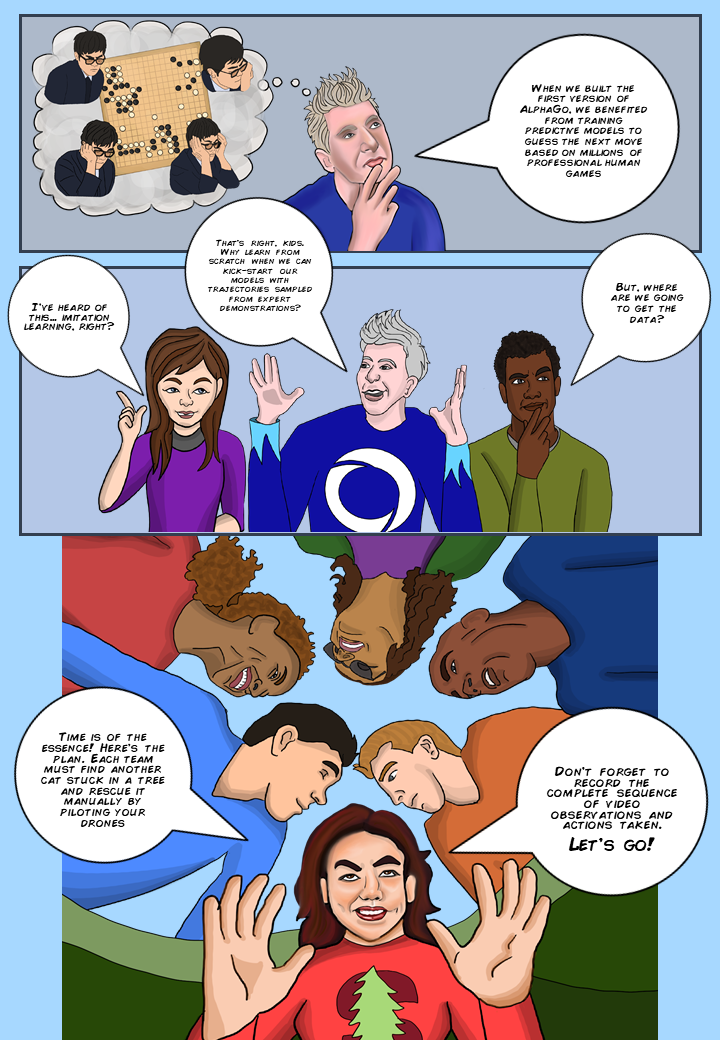 When we built the
first version of
AlphaGo, we benefited
from training
predictive models to
guess the next move
based on millions of
professional human
games
I've heard of
this... imitation
learning, right?
That's right, kids.
Why learn from
scratch when we can
kick-start our
models with
trajectories sampled
from expert
demonstrations?
But, where
are we going
to get the
data?
Time is of the
essence! Here's the
plan. Each team
must find another
cat stuck in a tree
and rescue it
manually by
piloting your
drones
Don't forget to
record the
complete sequence
of video
observations and
actions taken.
Let's go!